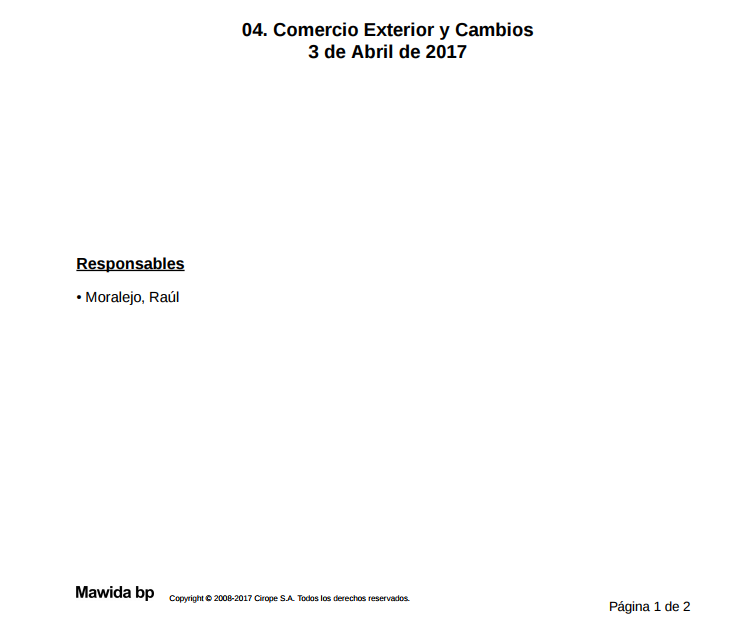 04. Comercio Exterior y Cambios
3 de Abril de 2017
Responsables
• Moralejo, Raúl
Mawida bp Copyright © 2008-2017 Cirope S.A. Todos los derechos reservados.
Página 1 de 2